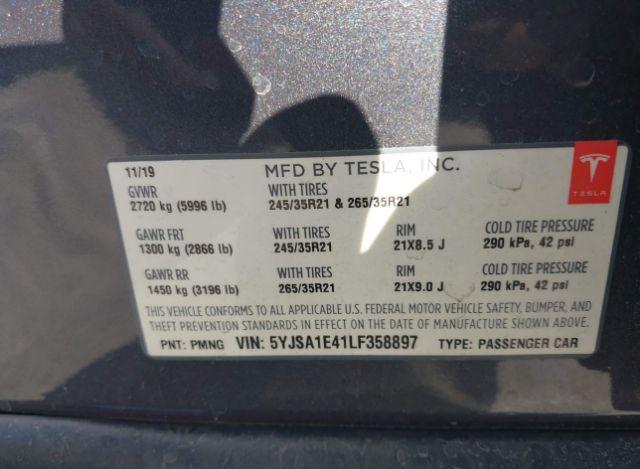 11/19 MFD BY TESLA, INC.
GVWR WITH TIRES
2720 kg (5996 lb) 245/35R21 & 265/35R21
TESLA
GAWR FRT WITH TIRES RIM COLD TIRE PRESSURE
1300 kg (2866 lb) 245/35R21 21X8.5 J 290 kPa, 42 psi
GAWR RR WITH TIRES RIM COLD TIRE PRESSURE
1450 kg (3196 lb) 265/35R21 21X9.0 J 290 kPa, 42 psi
THIS VEHICLE CONFORMS TO ALL APPLICABLE U.S. FEDERAL MOTOR VEHICLE SAFETY, BUMPER, AND
THEFT PREVENTION STANDARDS IN EFFECT ON THE DATE OF MANUFACTURE SHOWN ABOVE.
PNT: PMNG VIN: 5YJSA1E41LF358897 TYPE: PASSENGER CAR